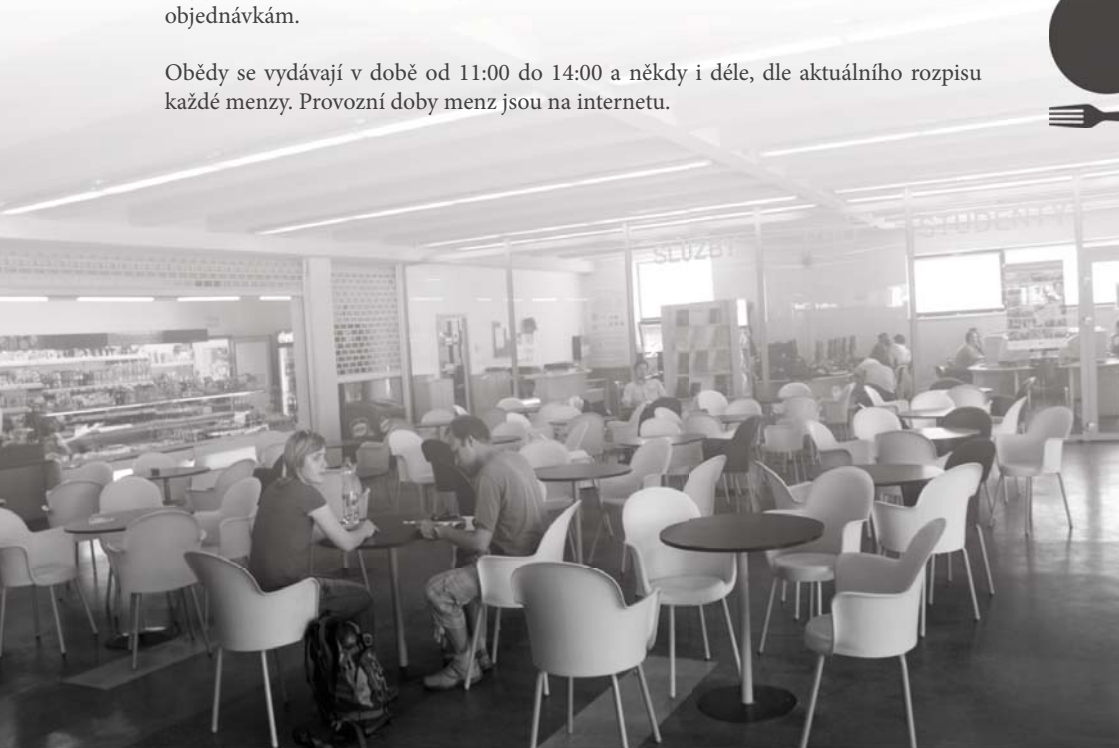 objednávkám.
Obědy se vydávají v době od 11:00 do 14:00 a někdy i déle, dle aktuálního rozpisu
každé menzy. Provozní doby menz jsou na internetu.
SLUŽBY
STUDENTY